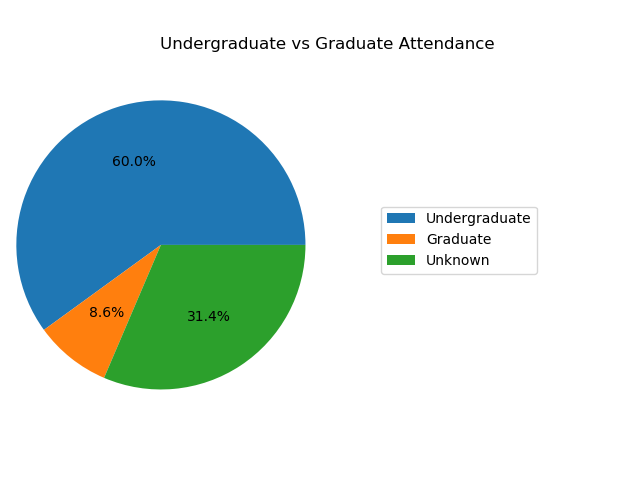 Undergraduate vs Graduate Attendance
60.0%
8.6%
31.4%
Undergraduate
Graduate
Unknown